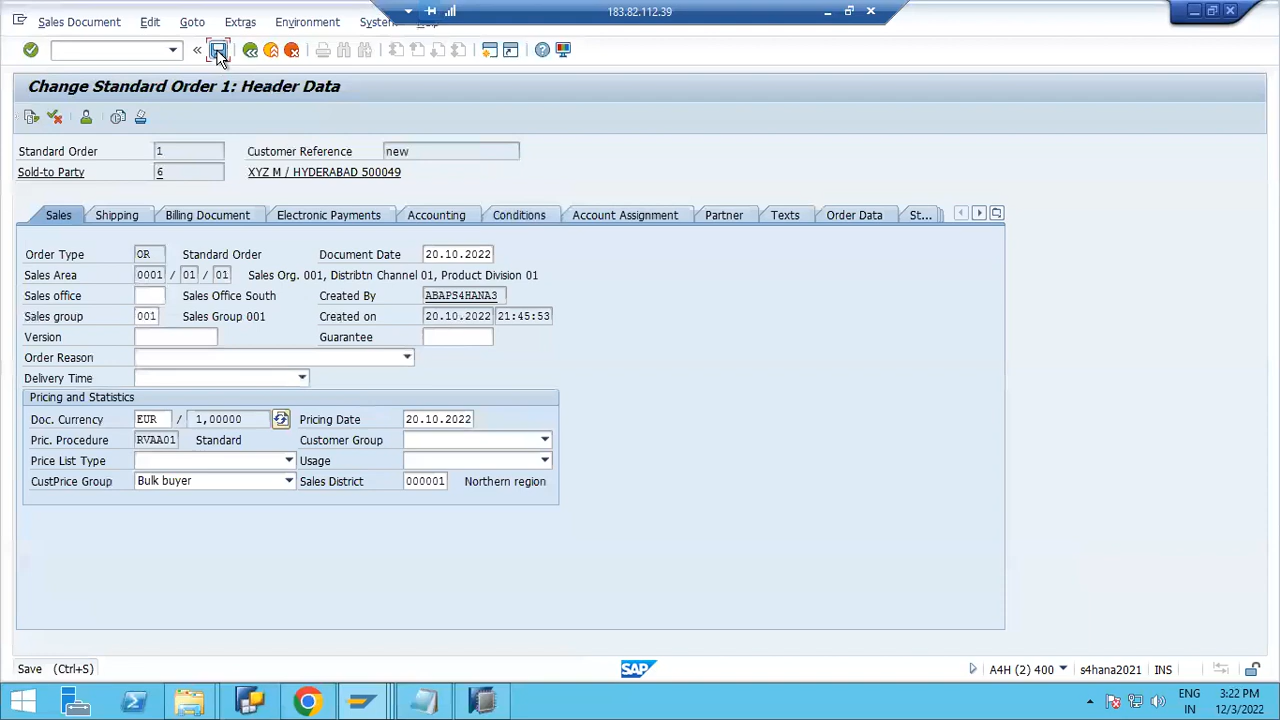 183.82.112.39
Sales Document Edit Goto Extras Environment System Help
Change Standard Order 1: Header Data
Standard Order 1 Customer Reference new
Sold-to Party 6 XYZ M / HYDERABAD 500049
Sales Shipping Billing Document Electronic Payments Accounting Conditions Account Assignment Partner Texts Order Data St...
Order Type OR Standard Order Document Date 20.10.2022
Sales Area 0001 / 01 / 01 Sales Org. 001, Distribtn Channel 01, Product Division 01
Sales office Sales Office South Created By ABAPS4HANA3
Sales group 001 Sales Group 001 Created on 20.10.2022 21:45:53
Version Guarantee
Order Reason
Delivery Time
Pricing and Statistics
Doc. Currency EUR / 1,00000 Pricing Date 20.10.2022
Pric. Procedure RVAA01 Standard Customer Group
Price List Type Usage
CustPrice Group Bulk buyer Sales District 000001 Northern region
Save (Ctrl+S) SAP A4H (2) 400 s4hana2021 INS
ENG 3:22 PM
IN 12/3/2022